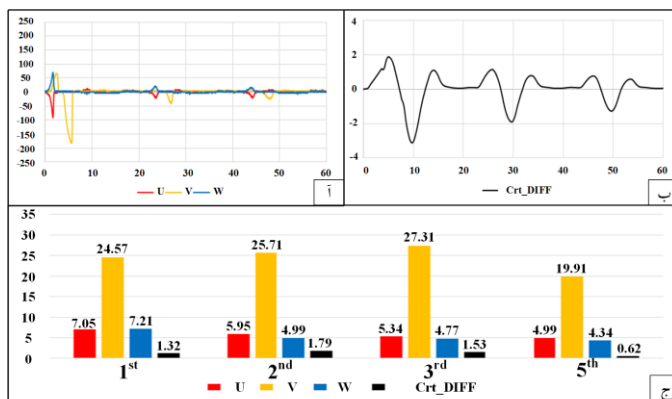 250
200
150
100
50
0
-50
-100
-150
-200
-250
0 10 20 30 40 50 60
U V W
آ
4
2
0
-2
-4
0 10 20 30 40 50 60
Crt_DIFF
ب
35
30
25
20
15
10
5
0
7.05 24.57 7.21 1.32
5.95 25.71 4.99 1.79
5.34 27.31 4.77 1.53
4.99 19.91 4.34 0.62
1st 2nd 3rd 5th
U V W Crt_DIFF
ج